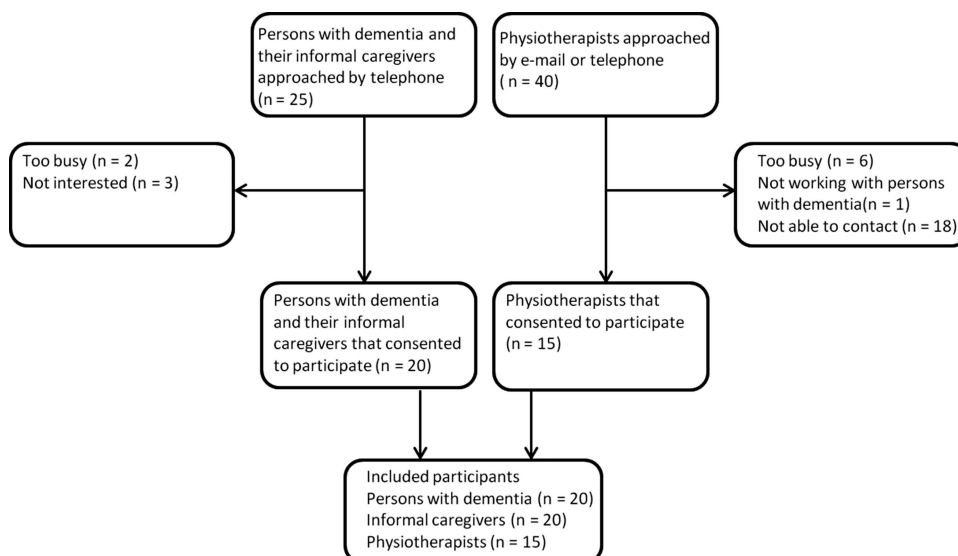 Persons with dementia and
their informal caregivers
approached by telephone
(n = 25)
Physiotherapists approached
by e-mail or telephone
( n = 40)
Too busy (n = 2)
Not interested (n = 3)
Too busy (n = 6)
Not working with persons
with dementia(n = 1)
Not able to contact (n = 18)
Persons with dementia
and their informal
caregivers that consented
to participate (n = 20)
Physiotherapists that
consented to participate
(n = 15)
Included participants
Persons with dementia (n = 20)
Informal caregivers (n = 20)
Physiotherapists (n = 15)